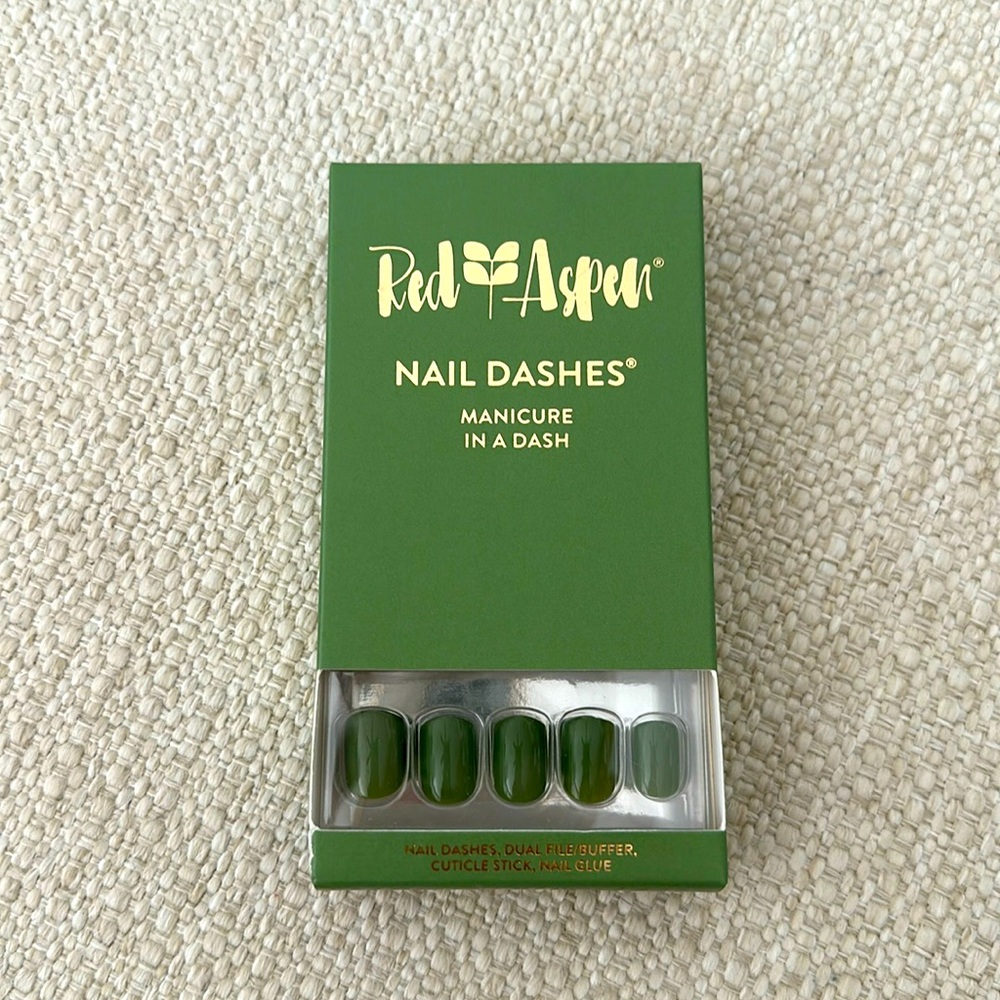 Red Aspen®
NAIL DASHES®
MANICURE
IN A DASH
NAIL DASHES, DUAL FILE/BUFFER,
CUTICLE STICK, NAIL GLUE